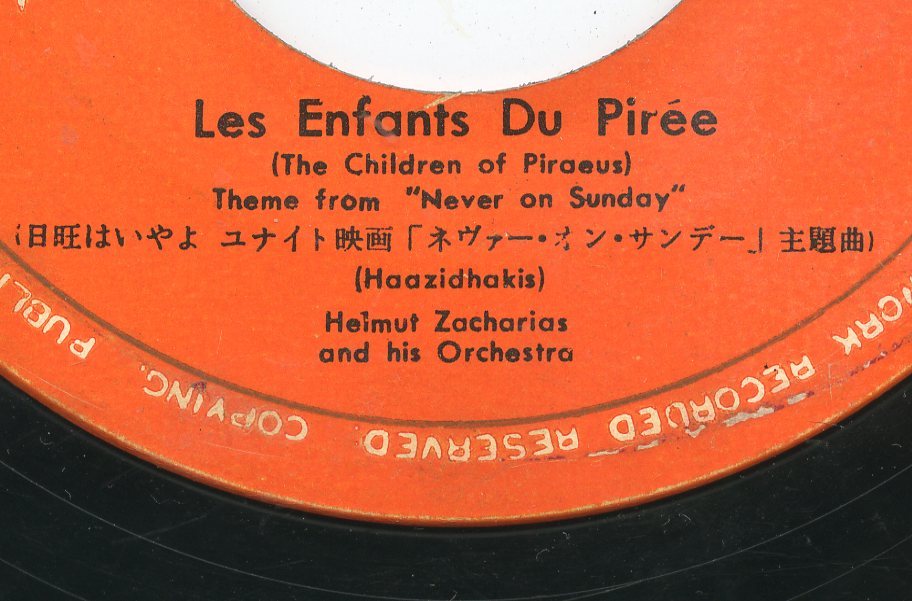 Les Enfants Du Pirée
(The Children of Piraeus)
Theme from "Never on Sunday"
(日旺はいやよ ユナイト映画「ネヴァー・オン・サンデー」主題曲)
(Haazidhakis)
Helmut Zacharias
and his Orchestra
RECORDED RESERVED COPYING.